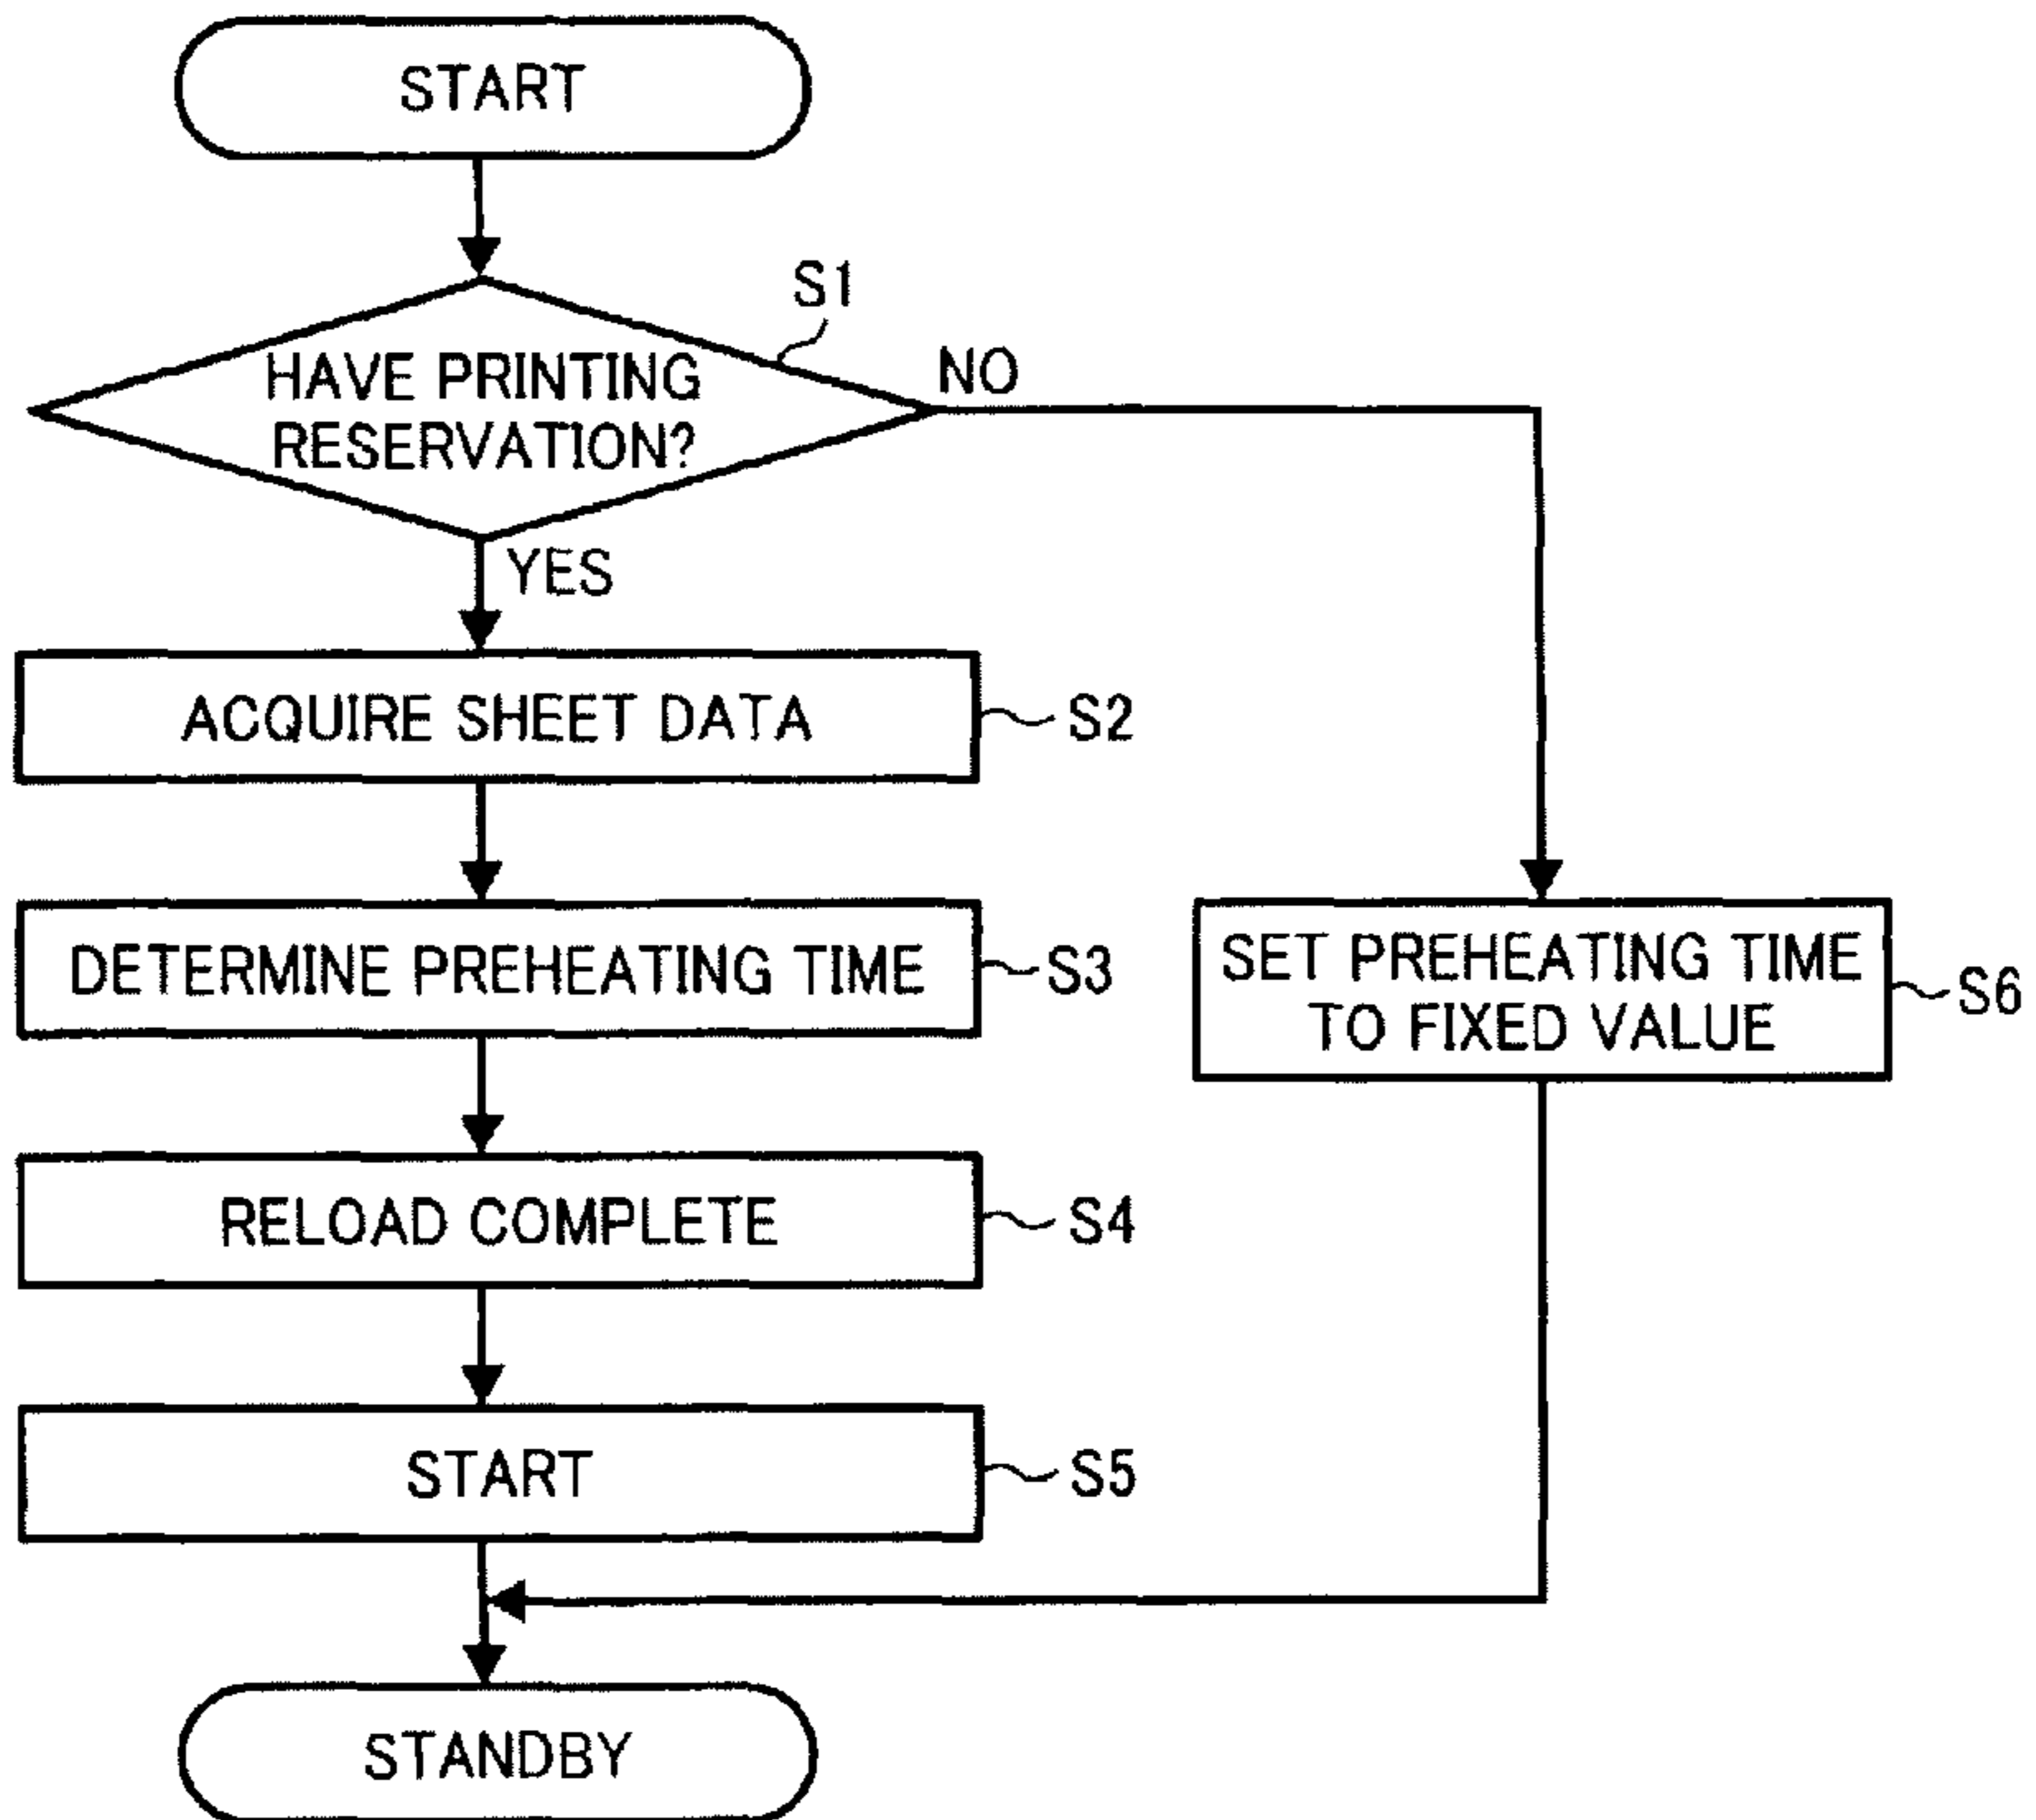 START
S1
HAVE PRINTING
RESERVATION?
NO
YES
ACQUIRE SHEET DATA
S2
DETERMINE PREHEATING TIME
S3
SET PREHEATING TIME
TO FIXED VALUE
S6
RELOAD COMPLETE
S4
START
S5
STANDBY